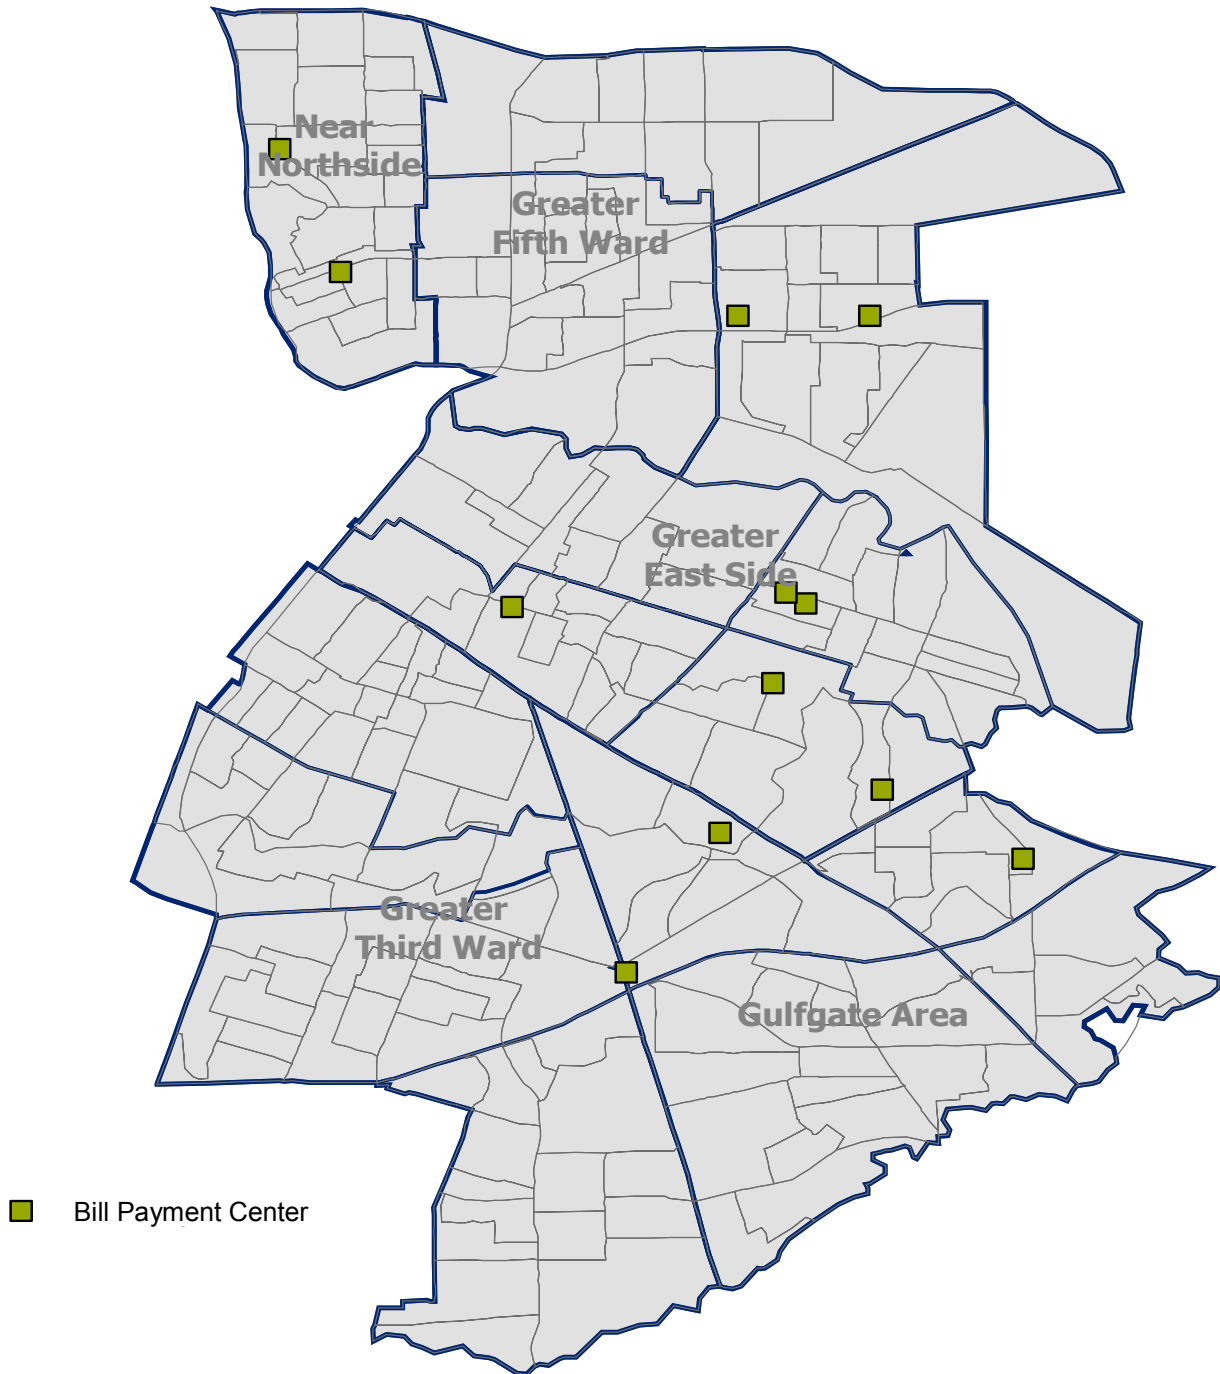 Near
Northside
Greater
Fifth Ward
Greater
East Side
Greater
Third Ward
Gulfgate Area
Bill Payment Center